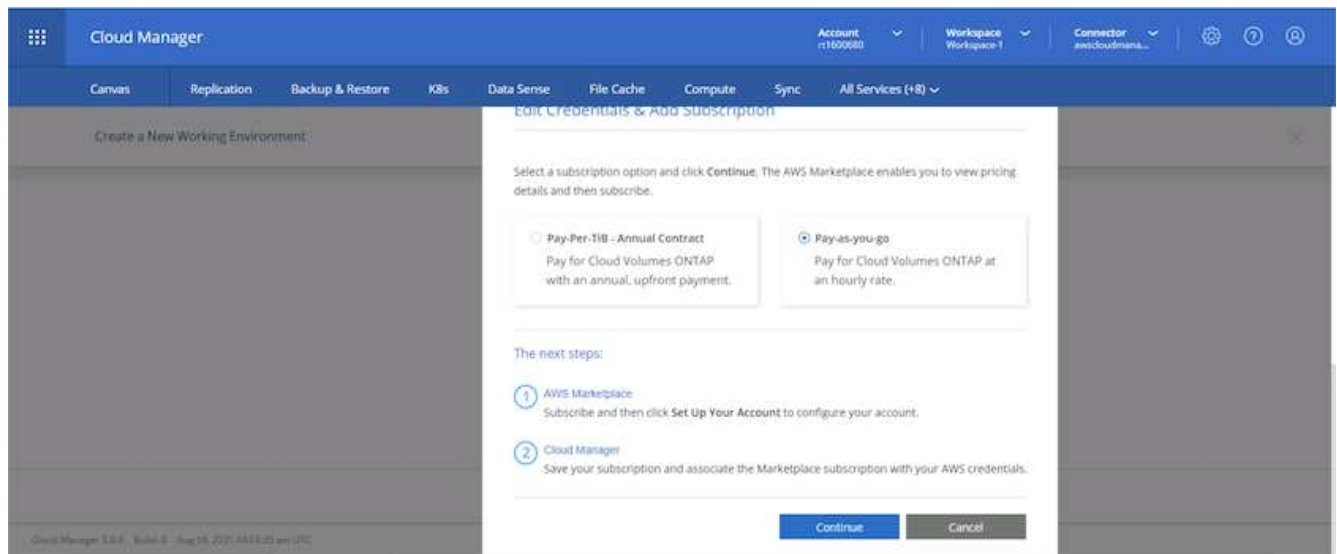 Cloud Manager
Account
rt1600680
Workspace
Workspace-1
Connector
awscloudmana...
Canvas
Replication
Backup & Restore
K8s
Data Sense
File Cache
Compute
Sync
All Services (+8)
Edit Credentials & Add Subscription
Create a New Working Environment
Select a subscription option and click Continue. The AWS Marketplace enables you to view pricing
details and then subscribe.
Pay-Per-TiB - Annual Contract
Pay for Cloud Volumes ONTAP
with an annual, upfront payment.
Pay-as-you-go
Pay for Cloud Volumes ONTAP at
an hourly rate.
The next steps:
1
AWS Marketplace
Subscribe and then click Set Up Your Account to configure your account.
2
Cloud Manager
Save your subscription and associate the Marketplace subscription with your AWS credentials.
Continue
Cancel
Cloud Manager